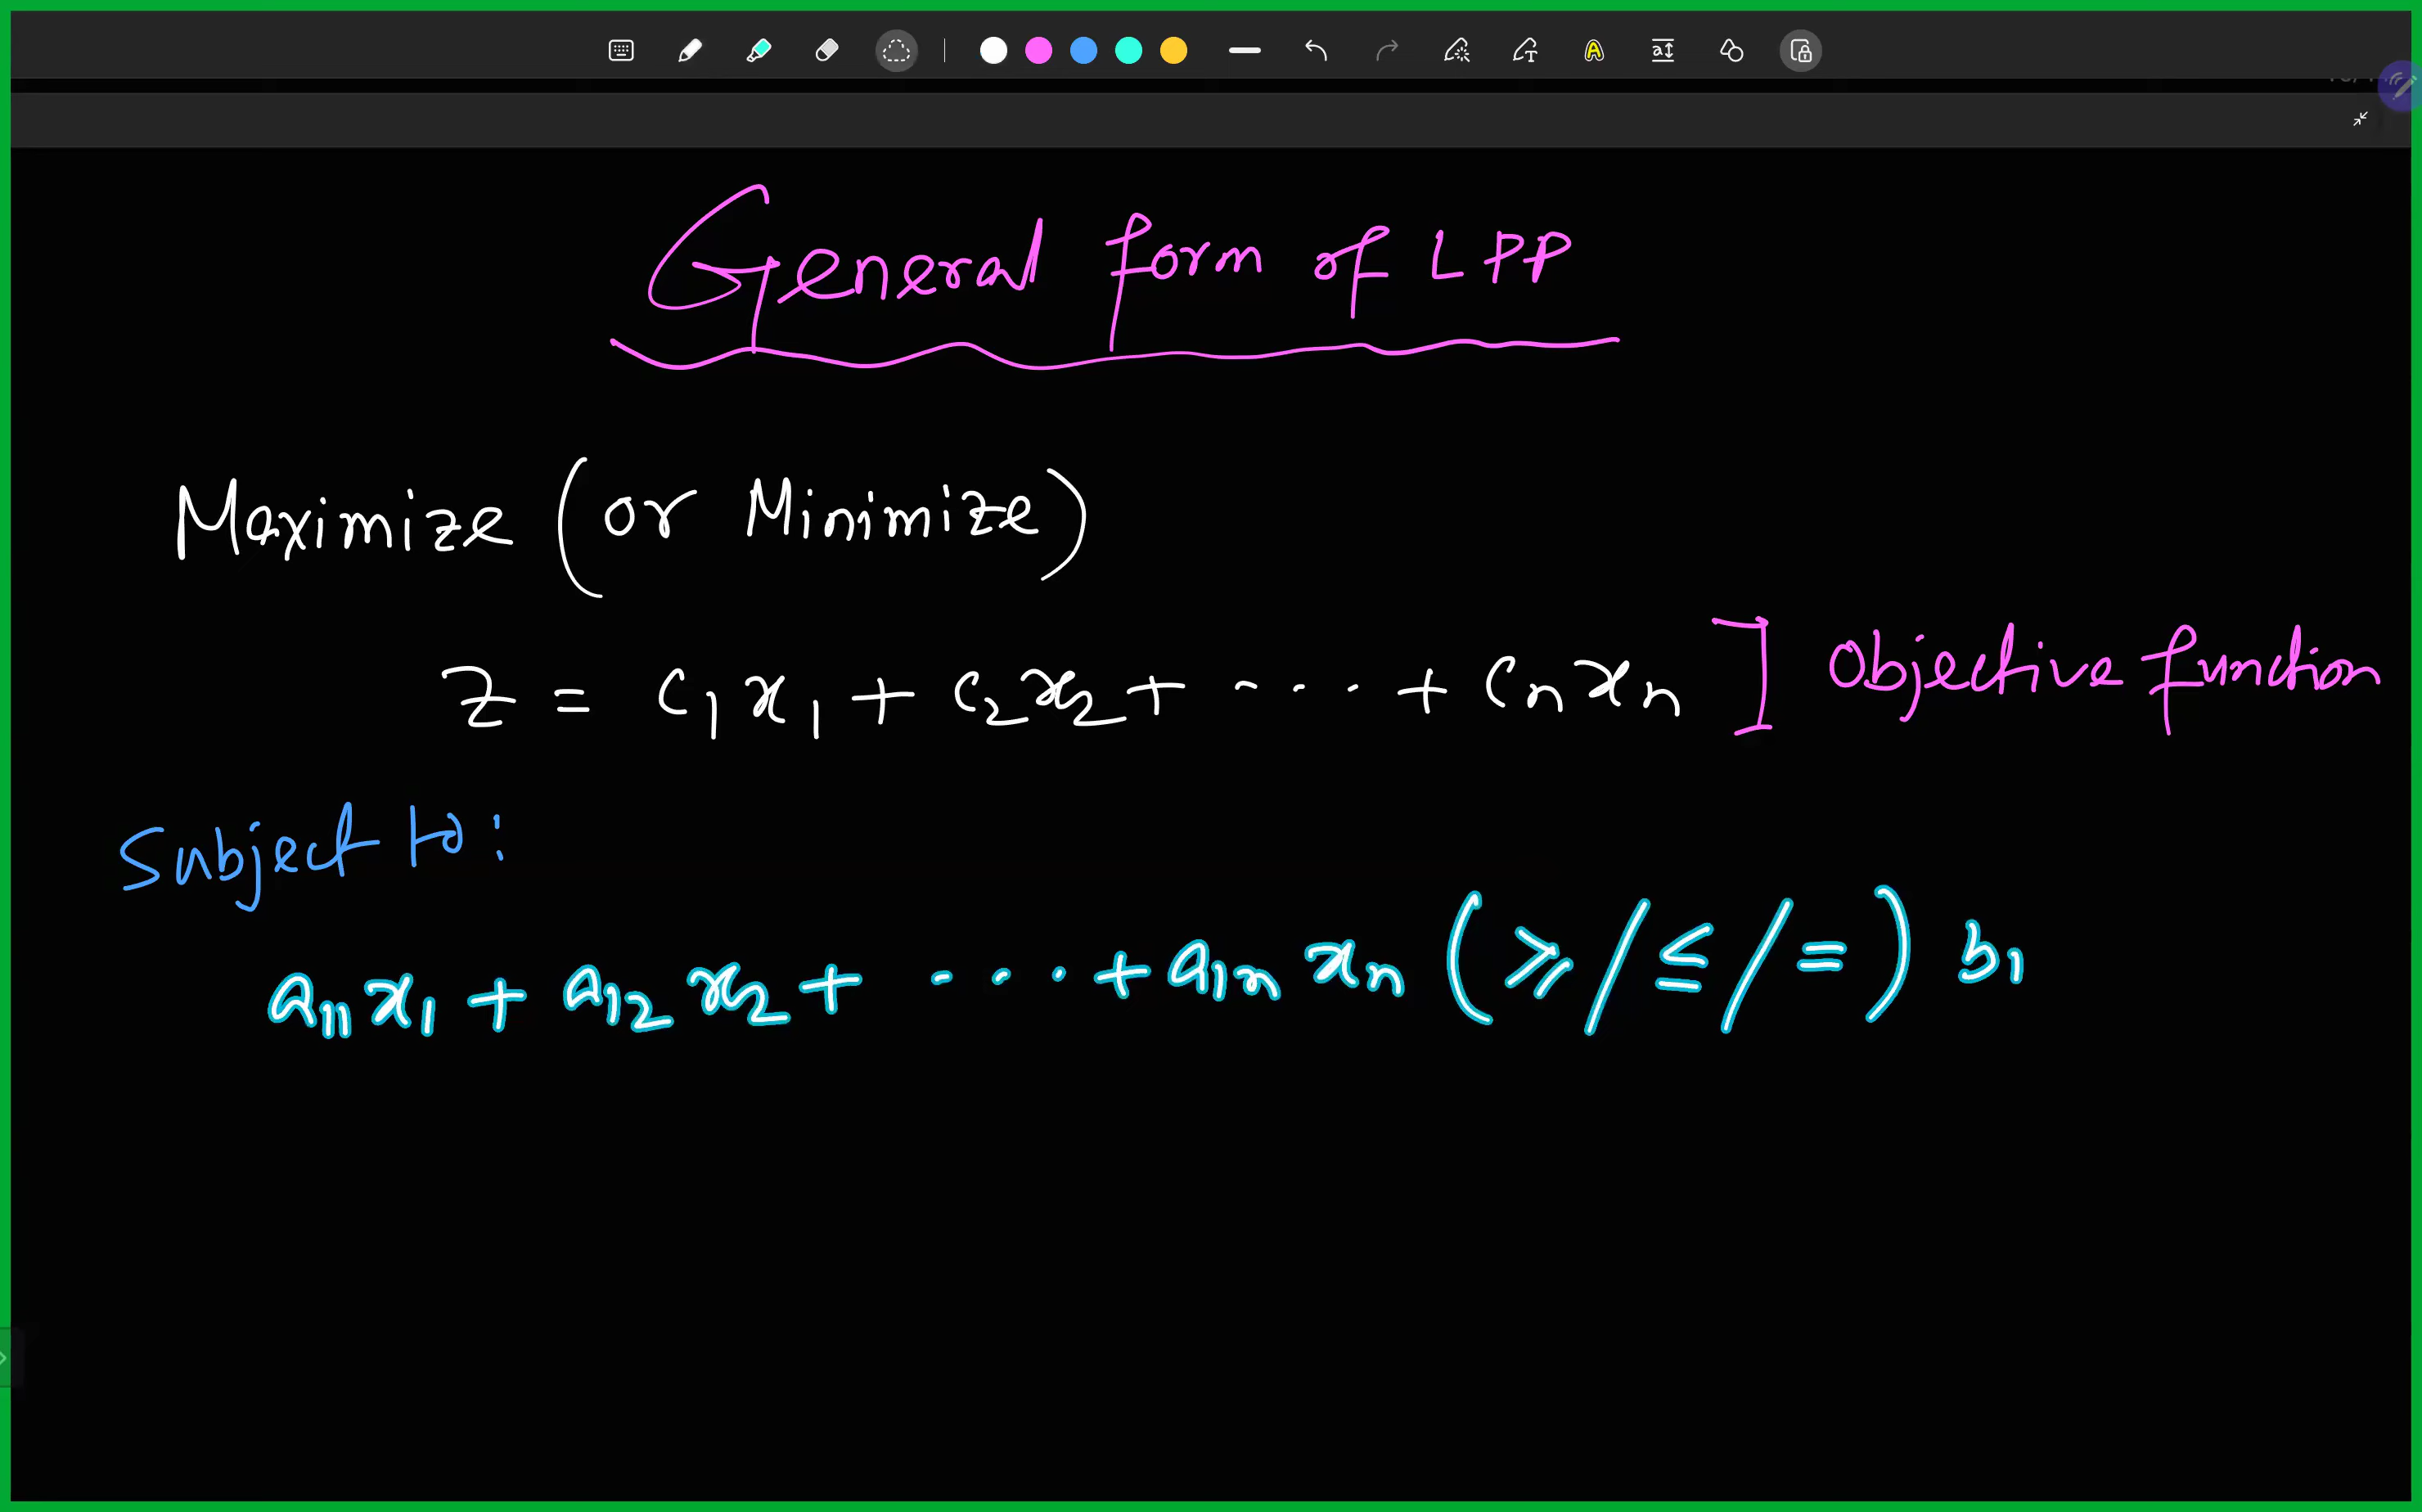 General form of LPP
Maximize (or Minimize)
Z = c₁x₁ + c₂x₂ + ... + cₙxₙ ] Objective function
Subject to:
a₁₁x₁ + a₁₂x₂ + ... + a₁ₙxₙ (≥/≤/=) b₁